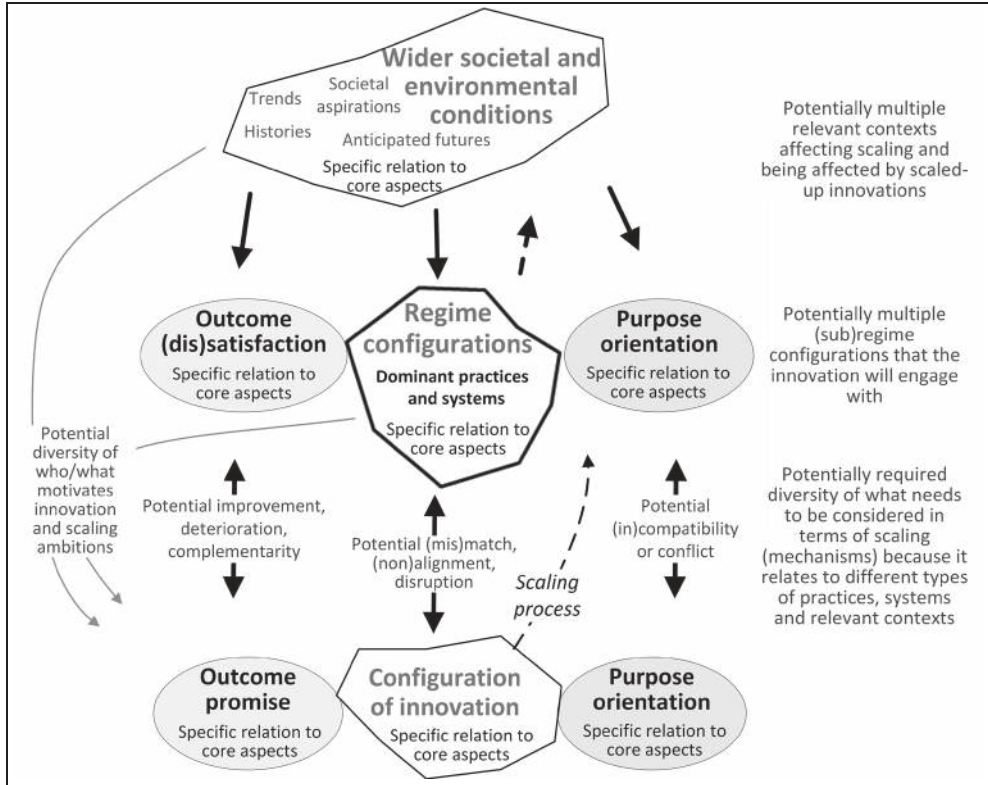 Wider societal and
environmental
conditions
Trends
Societal
aspirations
Histories
Anticipated futures
Specific relation to
core aspects
Potentially multiple
relevant contexts
affecting scaling and
being affected by scaled-
up innovations
Outcome
(dis)satisfaction
Specific relation to
core aspects
Regime
configurations
Dominant practices
and systems
Specific relation to
core aspects
Purpose
orientation
Specific relation to
core aspects
Potentially multiple
(sub)regime
configurations that the
innovation will engage
with
Potential
diversity of
who/what
motivates
innovation
and scaling
ambitions
Potential improvement,
deterioration,
complementarity
Potential (mis)match,
(non)alignment,
disruption
Scaling
process
Potential
(in)compatibility
or conflict
Potentially required
diversity of what needs
to be considered in
terms of scaling
(mechanisms) because it
relates to different types
of practices, systems
and relevant contexts
Outcome
promise
Specific relation to
core aspects
Configuration
of innovation
Specific relation to
core aspects
Purpose
orientation
Specific relation to
core aspects